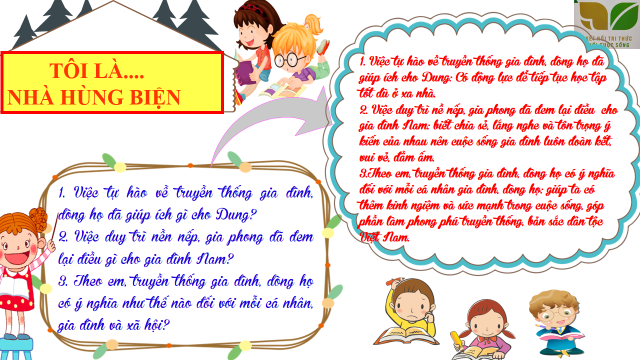 TÔI LÀ....
NHÀ HÙNG BIỆN
1. Việc tự hào về truyền thống gia đình,
dòng họ đã giúp ích gì cho Dung?
2. Việc duy trì nền nếp, gia phong đã đem
lại điều gì cho gia đình Nam?
3. Theo em, truyền thống gia đình, dòng họ
có ý nghĩa như thế nào đối với mỗi cá nhân,
gia đình và xã hội?
1. Việc tự hào về truyền thống gia đình, dòng họ đã
giúp ích cho Dung: Có động lực để tiếp tục học tập
tốt dù ở xa nhà.
2. Việc duy trì nề nếp, gia phong đã đem lại điều cho
gia đình Nam: biết chia sẻ, lắng nghe và tôn trọng ý
kiến của nhau nên cuộc sống gia đình luôn đoàn kết,
vui vẻ, đầm ấm.
3.Theo em, truyền thống gia đình, dòng họ có ý nghĩa
đối với mỗi cá nhân gia đình, dòng họ: giúp ta có
thêm kinh ngiệm và sức mạnh trong cuộc sống, góp
phần làm phong phú truyền thống, bản sắc dân tộc
Việt Nam.